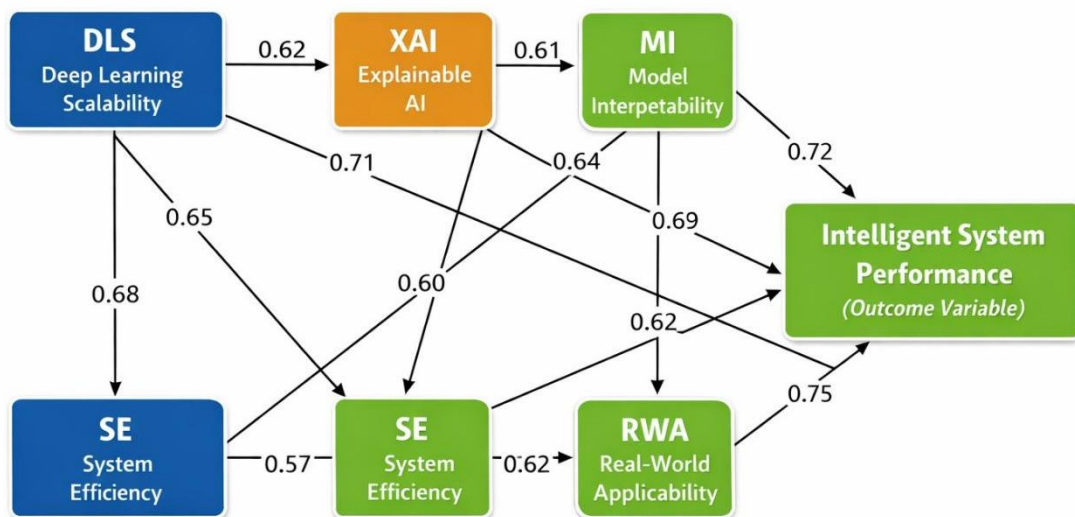 DLS
Deep Learning
Scalability
0.62
XAI
Explainable
AI
0.61
MI
Model
Interpetability
0.71
0.64
0.72
0.65
0.69
Intelligent System
Performance
(Outcome Variable)
0.68
0.60
0.62
0.75
SE
System
Efficiency
0.57
SE
System
Efficiency
0.62
RWA
Real-World
Applicability